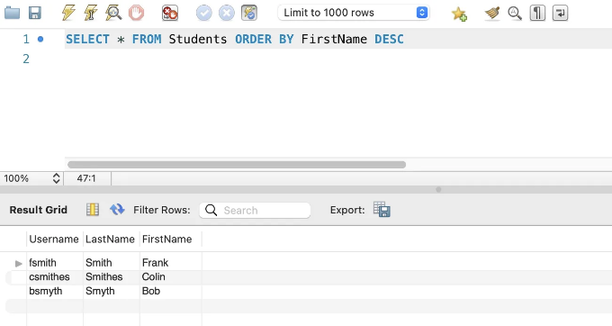 Limit to 1000 rows
1 SELECT * FROM Students ORDER BY FirstName DESC
2
100% 47:1
Result Grid Filter Rows: Search Export:
Username LastName FirstName
fsmith Smith Frank
csmithes Smithes Colin
bsmyth Smyth Bob